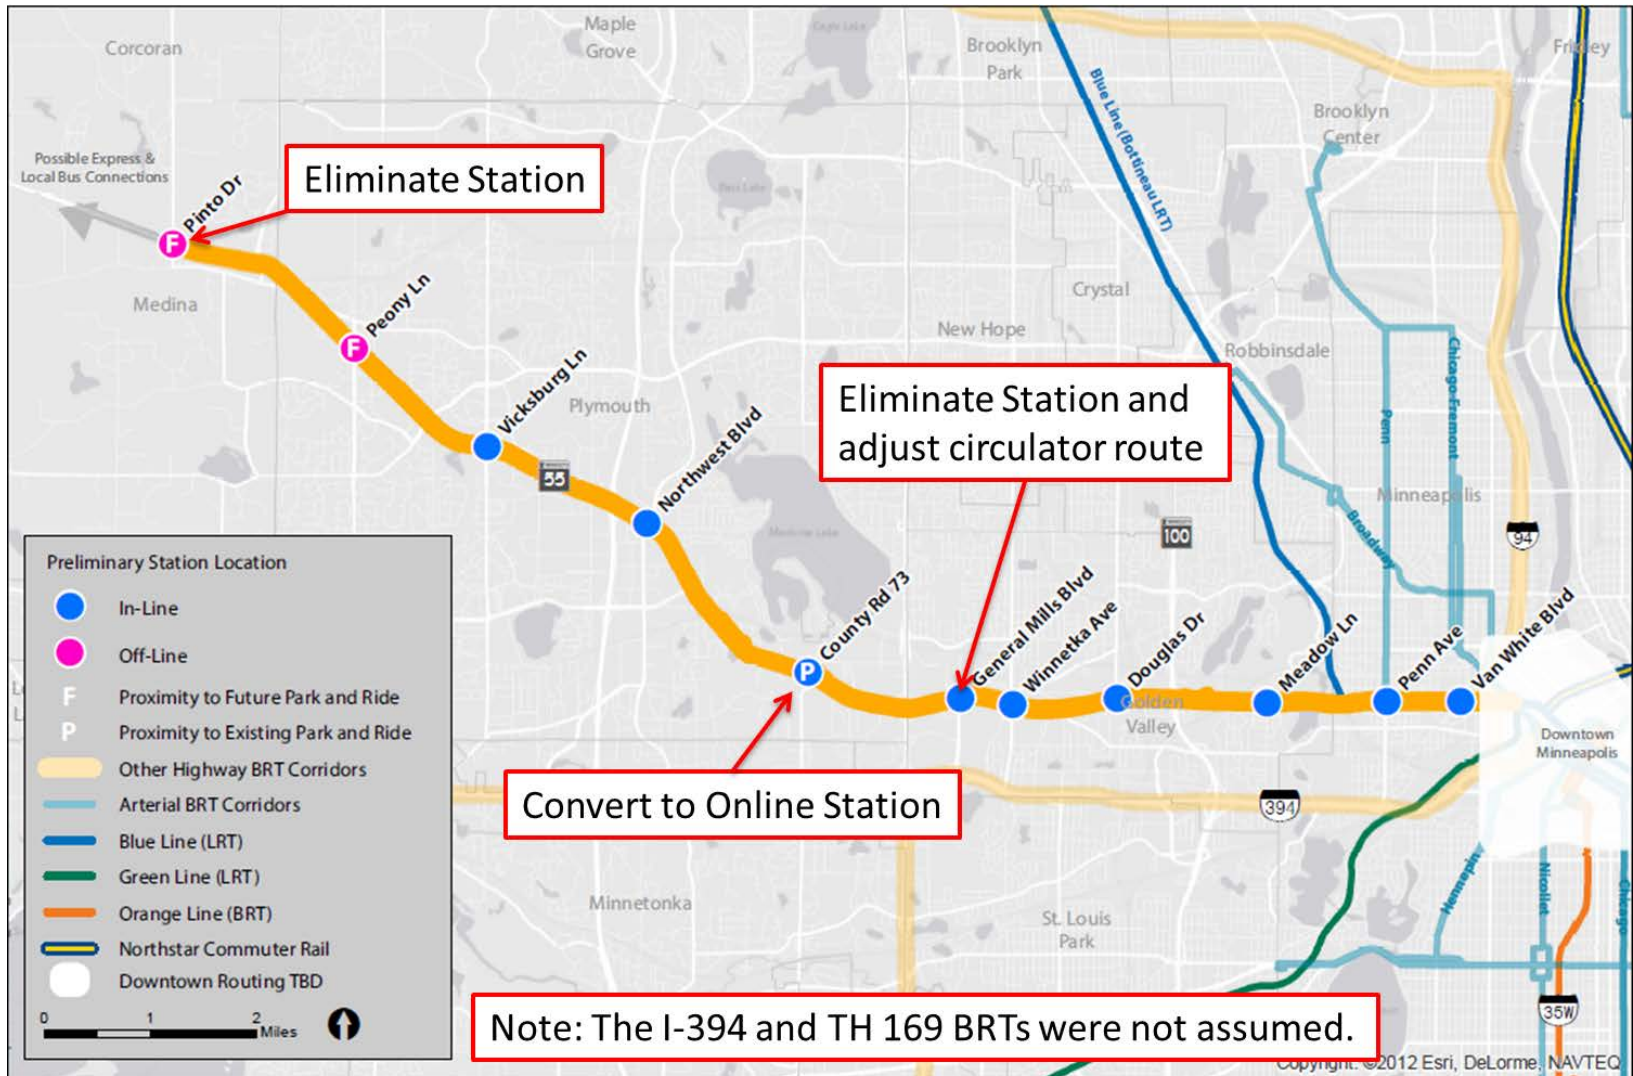 Corcoran
Maple
Grove
Eagle Lake
Brooklyn
Park
Fridley
Brooklyn
Center
Possible Express &
Local Bus Connections
Eliminate Station
Pinto Dr
Blue Line (Bottineau LRT)
Medina
Peony Ln
Crystal
New Hope
Robbinsdale
Vicksburg Ln
Plymouth
Eliminate Station and
adjust circulator route
Penn
Chicago-Fremont
Northwest Blvd
55
Minneapolis
Broadway
100
94
Medicine Lake
County Rd 73
General Mills Blvd
Winnetka Ave
Douglas Dr
Meadow Ln
Penn Ave
Van White Blvd
F
F
P
Golden
Valley
Downtown
Minneapolis
Convert to Online Station
394
Minnetonka
St. Louis
Park
Hennepin
Nicollet
Chicago
35W
Preliminary Station Location
In-Line
Off-Line
F Proximity to Future Park and Ride
P Proximity to Existing Park and Ride
Other Highway BRT Corridors
Arterial BRT Corridors
Blue Line (LRT)
Green Line (LRT)
Orange Line (BRT)
Northstar Commuter Rail
Downtown Routing TBD
0 1 2
Miles
Note: The I-394 and TH 169 BRTs were not assumed.
Copyright: ©2012 Esri, DeLorme, NAVTEQ